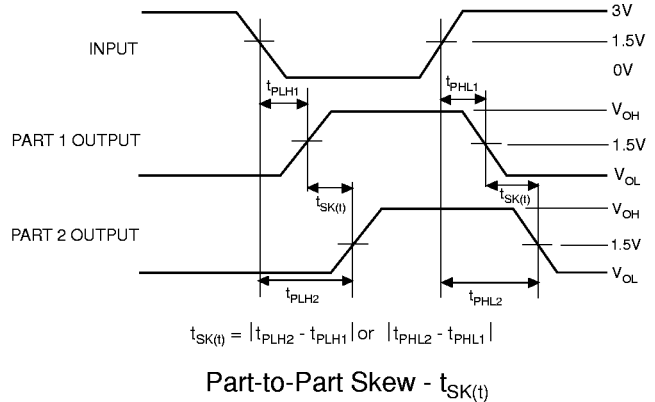 3V
INPUT
1.5V
0V
tPLH1
tPHL1
VOH
PART 1 OUTPUT
1.5V
VOL
tSK(t)
tSK(t)
VOH
PART 2 OUTPUT
1.5V
tPLH2
tPHL2
VOL
tSK(t) = |tPLH2 - tPLH1| or |tPHL2 - tPHL1|
Part-to-Part Skew - tSK(t)